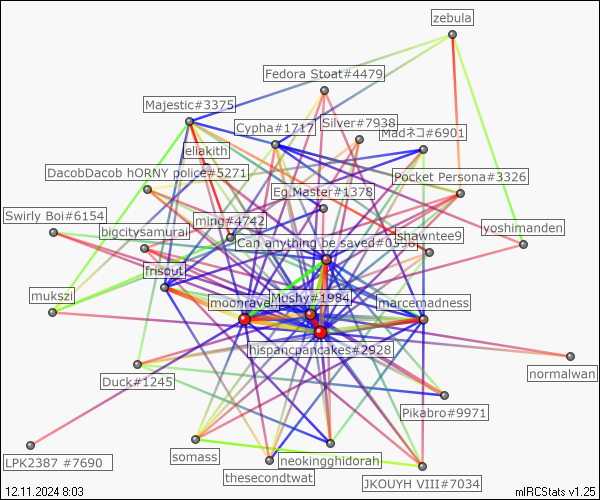 zebula
Fedora Stoat#4479
Majestic#3375
Silver#7938
Cypha#1717
Madネコ#6901
eliakith
DacobDacob hORNY police#5271
Pocket Persona#3326
Eg.Master#1378
Swirly Boi#6154
ming#4742
yoshimanden
bigcitysamurai
shawntee9
Can anything be saved#0
frisout
mukszi
moonrave
Moshy#1984
marcemadness
hispancpancakes#2928
normalwan
Duck#1245
Pikabro#9971
somass
LPK2387 #7690
neokingghidorah
thesecondtwat
JKOUYH VIII#7034
12.11.2024 8:03
mIRCStats v1.25